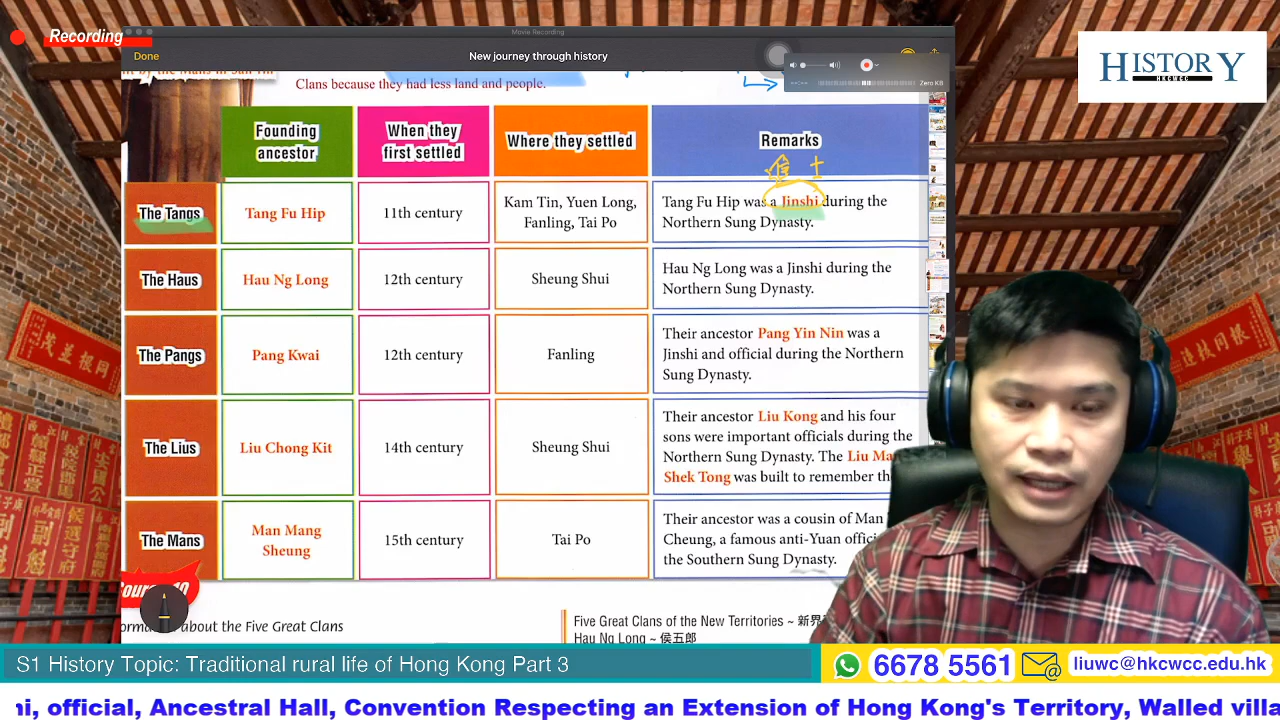 Recording
Movie Recording
Done
New journey through history
Zero KB
HISTORY
HKCWCC
Clans because they had less land and people.
Founding
ancestor
When they
first settled
Where they settled
Remarks
進士
The Tangs
Tang Fu Hip
11th century
Kam Tin, Yuen Long,
Fanling, Tai Po
Tang Fu Hip was a Jinshi during the
Northern Sung Dynasty.
The Haus
Hau Ng Long
12th century
Sheung Shui
Hau Ng Long was a Jinshi during the
Northern Sung Dynasty.
The Pangs
Pang Kwai
12th century
Fanling
Their ancestor Pang Yin Nin was a
Jinshi and official during the Northern
Sung Dynasty.
The Lius
Liu Chong Kit
14th century
Sheung Shui
Their ancestor Liu Kong and his four
sons were important officials during the
Northern Sung Dynasty. The Liu
Shek Tong was built to remember
The Mans
Man Mang
Sheung
15th century
Tai Po
Their ancestor was a cousin of Man
Cheung, a famous anti-Yuan
the Southern Sung Dynasty.
about the Five Great Clans
Five Great Clans of the New Territories ~ 新界
Hau Ng Long ~ 侯五郎
S1 History Topic: Traditional rural life of Hong Kong Part 3
6678 5561
liuwc@hkcwcc.edu.hk
official, Ancestral Hall, Convention Respecting an Extension of Hong Kong's Territory, Walled